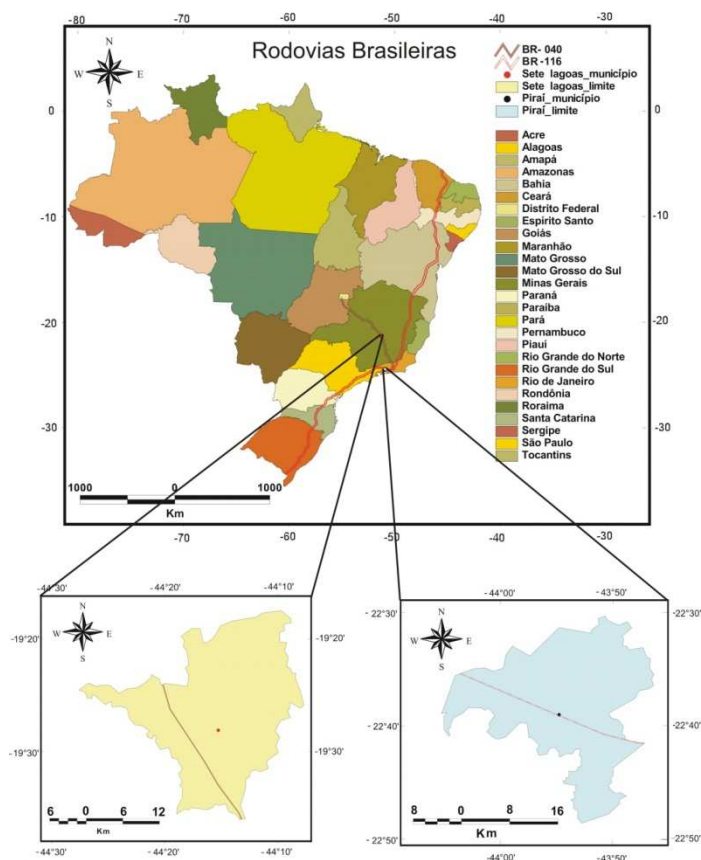 -80 -70 -60 -50 -40 -30
Rodovias Brasileiras
N
W E
S
BR- 040
BR -116
Sete lagoas_município
Sete lagoas_limite
Piraí_município
Piraí_limite
Acre
Alagoas
Amapá
Amazonas
Bahia
Ceará
Distrito Federal
Espírito Santo
Goiás
Maranhão
Mato Grosso
Mato Grosso do Sul
Minas Gerais
Paraná
Paraíba
Pará
Pernambuco
Piaui
Rio Grande do Norte
Rio Grande do Sul
Rio de Janeiro
Rondônia
Roraima
Santa Catarina
Sergipe
São Paulo
Tocantins
0 0
-10 -10
-20 -20
-30 -30
1000 0 1000
Km
-70 -60 -50 -40 -30
-44°30' -44°20' -44°10'
N
W E
S
-19°20' -19°20'
-19°30' -19°30'
6 0 6 12
Km
-44°30' -44°20' -44°10'
-44°00' -43°50'
-22°30' -22°30'
N
W E
S
-22°40' -22°40'
8 0 8 16
Km
-22°50' -22°50'
-44°00' -43°50'